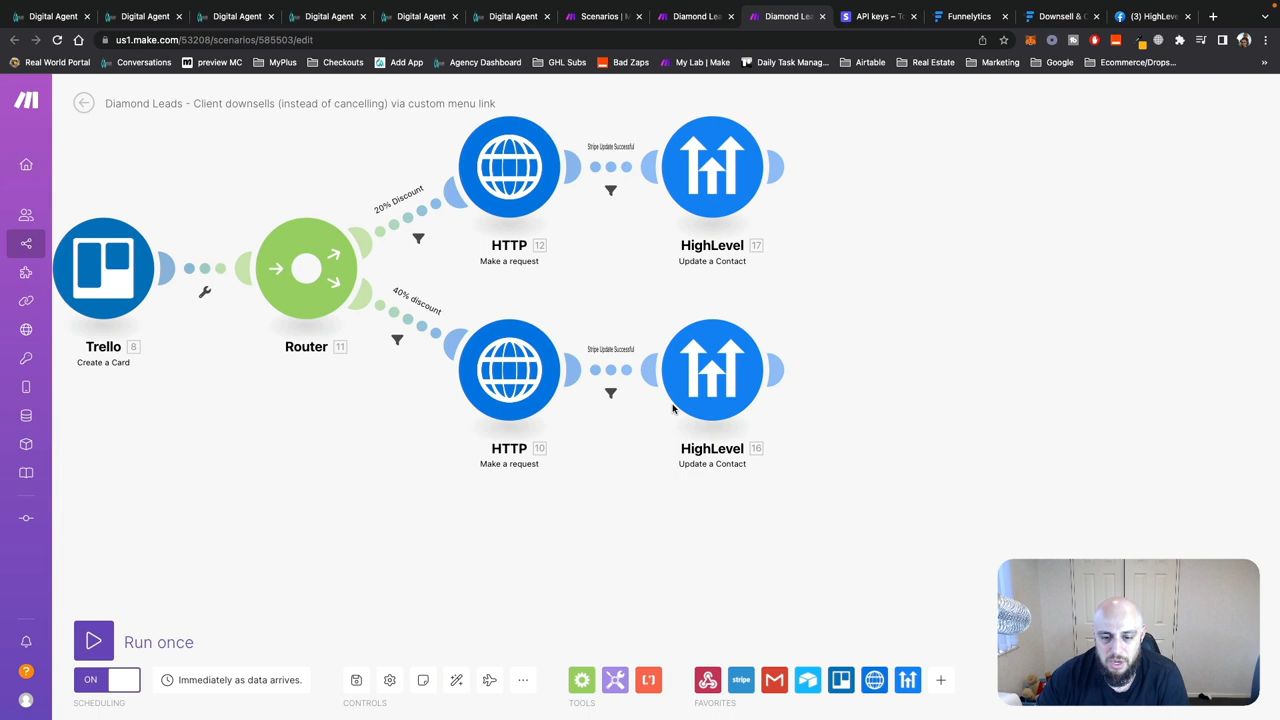 Digital Agent
Digital Agent
Digital Agent
Digital Agent
Digital Agent
Scenarios | M
Diamond Lea
Diamond Lea
API keys – To
Funnelytics
Downsell & C
(3) HighLeve
us1.make.com/53208/scenarios/585503/edit
Real World Portal
Conversations
preview MC
MyPlus
Checkouts
Add App
Agency Dashboard
GHL Subs
Bad Zaps
My Lab | Make
Daily Task Manag...
Airtable
Real Estate
Marketing
Google
Ecommerce/Drops...
Diamond Leads - Client downsells (instead of cancelling) via custom menu link
20% Discount
Stripe Update Successful
HTTP 12
Make a request
HighLevel 17
Update a Contact
40% discount
Stripe Update Successful
Trello 8
Create a Card
Router 11
HTTP 10
Make a request
HighLevel 16
Update a Contact
Run once
ON
Immediately as data arrives.
stripe
SCHEDULING
CONTROLS
TOOLS
FAVORITES